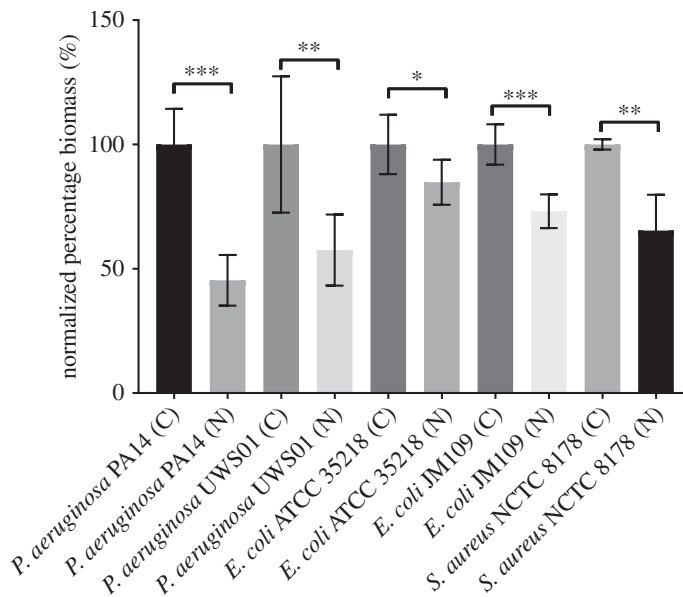 150
100
50
0
normalized percentage biomass (%)
***
**
*
***
**
P. aeruginosa PA14 (C)
P. aeruginosa PA14 (N)
P. aeruginosa UWS01 (C)
P. aeruginosa UWS01 (N)
E. coli ATCC 35218 (C)
E. coli ATCC 35218 (N)
E. coli JM109 (C)
E. coli JM109 (N)
S. aureus NCTC 8178 (C)
S. aureus NCTC 8178 (N)